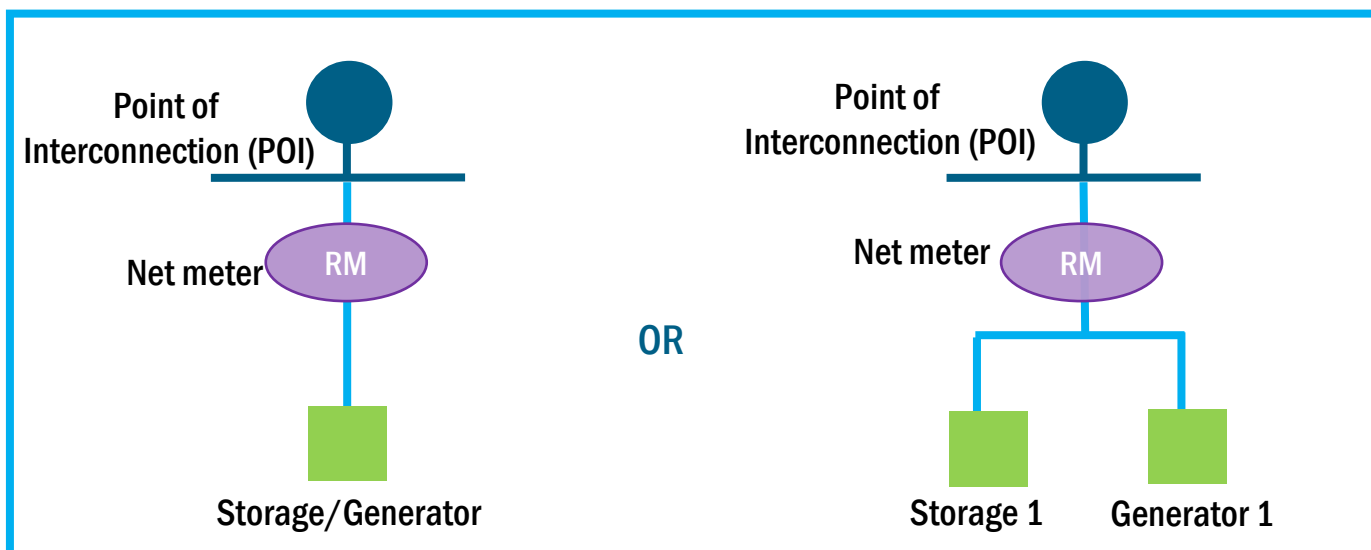 Point of
Interconnection (POI)
Net meter
RM
Storage/Generator
OR
Point of
Interconnection (POI)
Net meter
RM
Storage 1
Generator 1